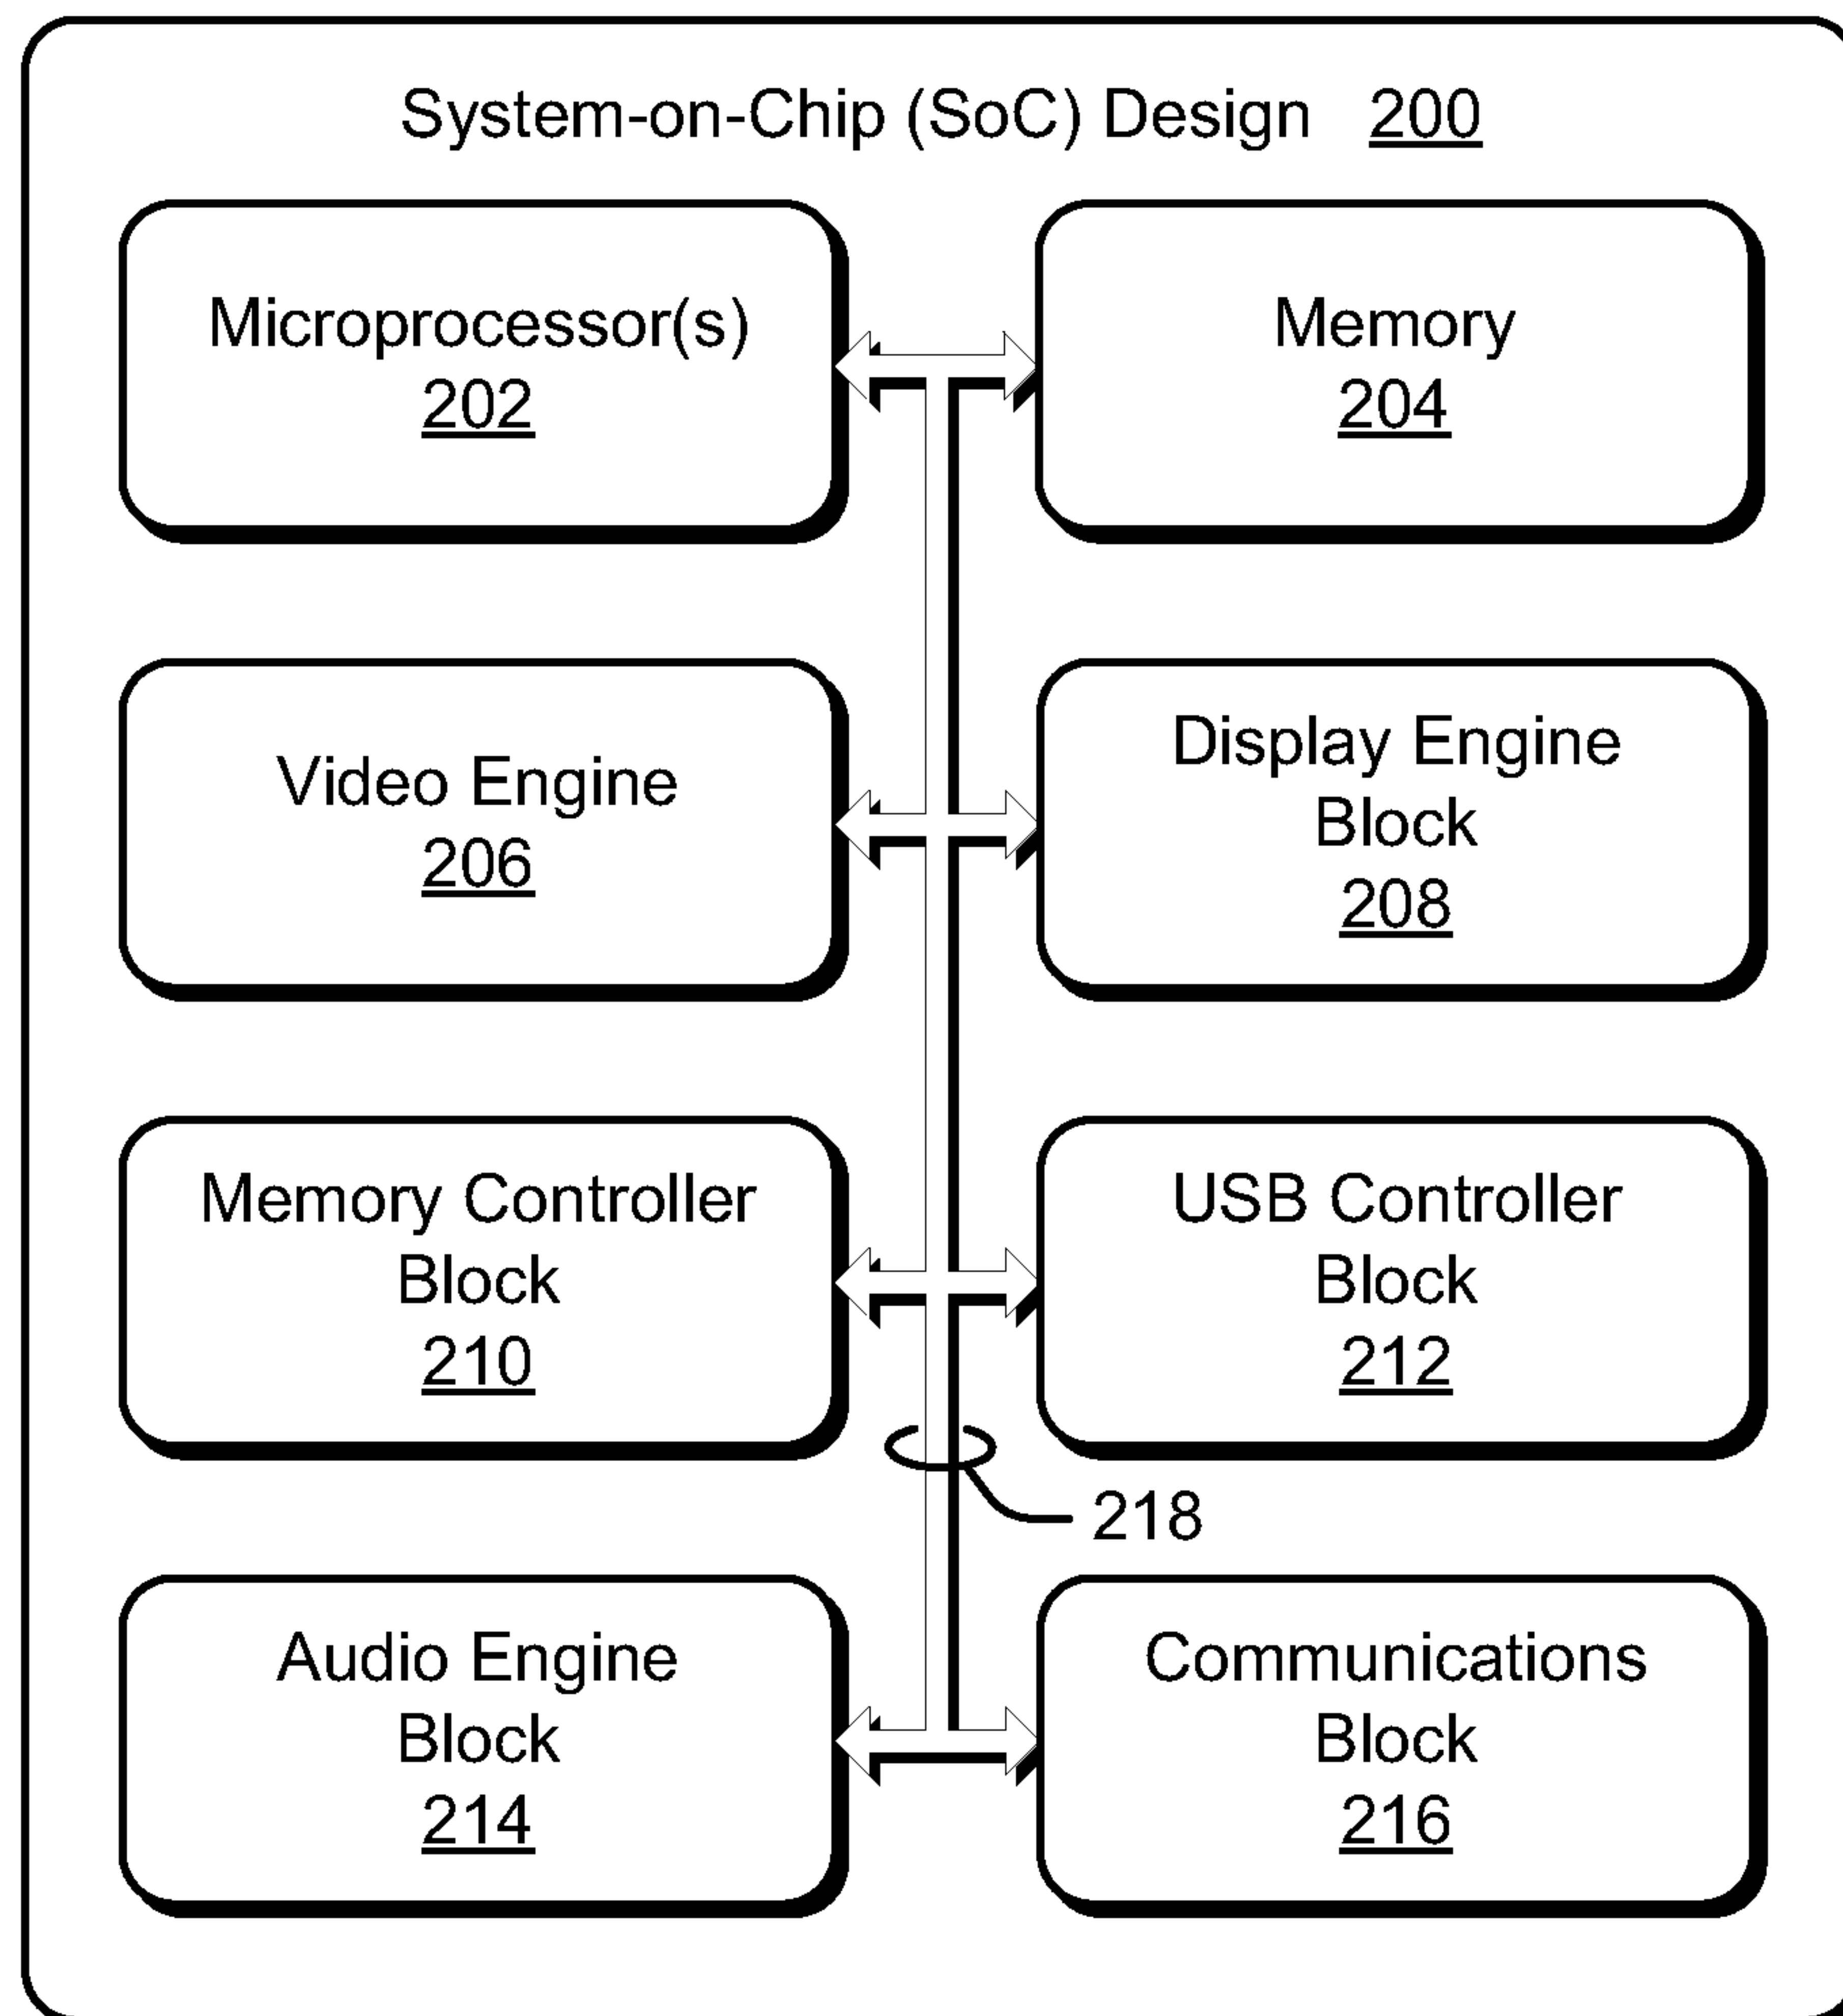 System-on-Chip (SoC) Design 200
Microprocessor(s)
202
Memory
204
Video Engine
206
Display Engine
Block
208
Memory Controller
Block
210
USB Controller
Block
212
218
Audio Engine
Block
214
Communications
Block
216